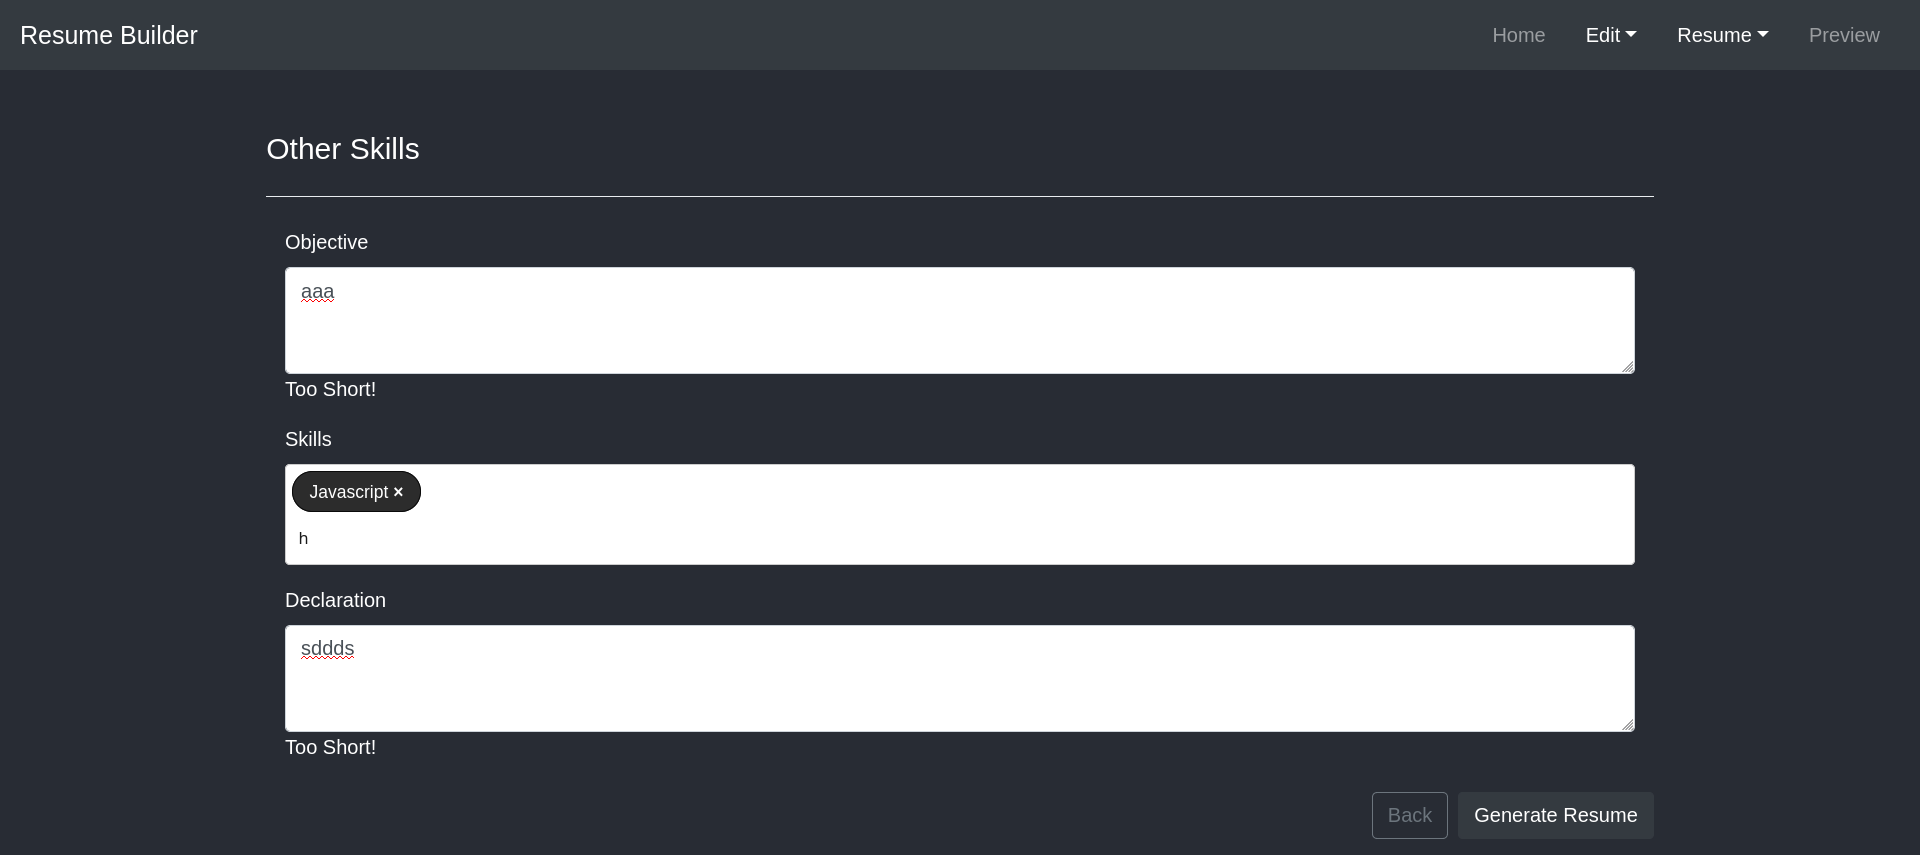 Resume Builder
Home Edit Resume Preview
Other Skills
Objective
aaa
Too Short!
Skills
Javascript ×
h
Declaration
sddds
Too Short!
Back Generate Resume